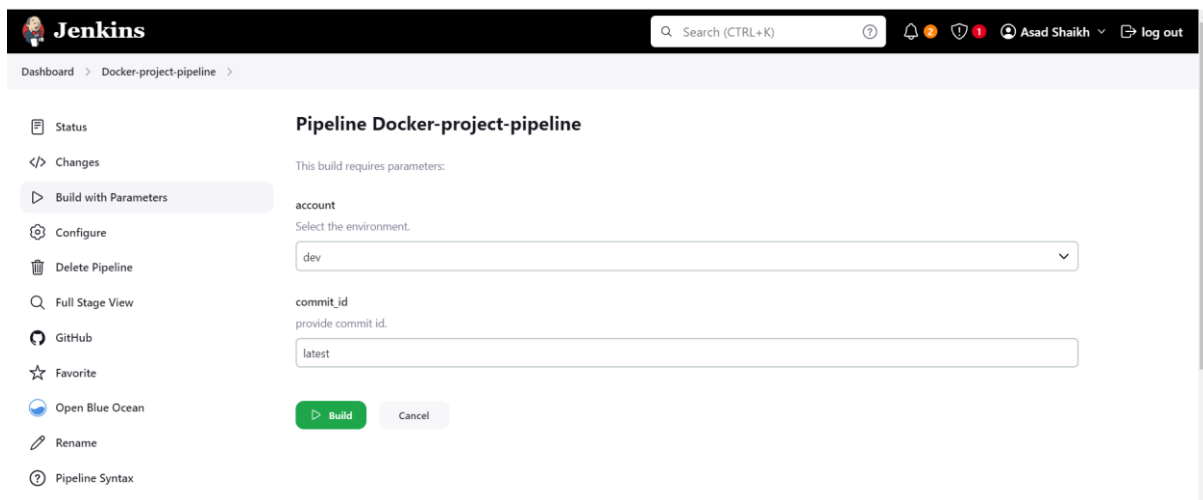 Jenkins
Search (CTRL+K)
2
1
Asad Shaikh
log out
Dashboard > Docker-project-pipeline >
Status
Changes
Build with Parameters
Configure
Delete Pipeline
Full Stage View
GitHub
Favorite
Open Blue Ocean
Rename
Pipeline Syntax
Pipeline Docker-project-pipeline
This build requires parameters:
account
Select the environment.
dev
commit_id
provide commit id.
latest
Build
Cancel